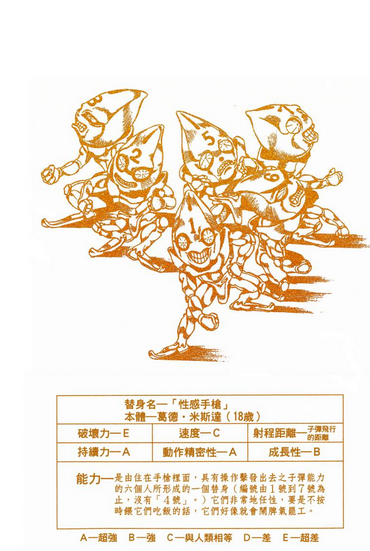 3
2
5
6
1
替身名—「性感手槍」
本體—葛德・米斯達(18歲)
破壞力—E 速度—C 射程距離—子彈飛行的距離
持續力—A 動作精密性—A 成長性—B
能力—是由住在手槍裡面,具有操作擊發出去之子彈能力
的六個人所形成的一個替身(編號由1號到7號為
止,沒有「4號」。)它們非常地任性,要是不按
時餵它們吃飯的話,它們好像就會鬧脾氣罷工。
A—超強 B—強 C—與人類相等 D—差 E—超差